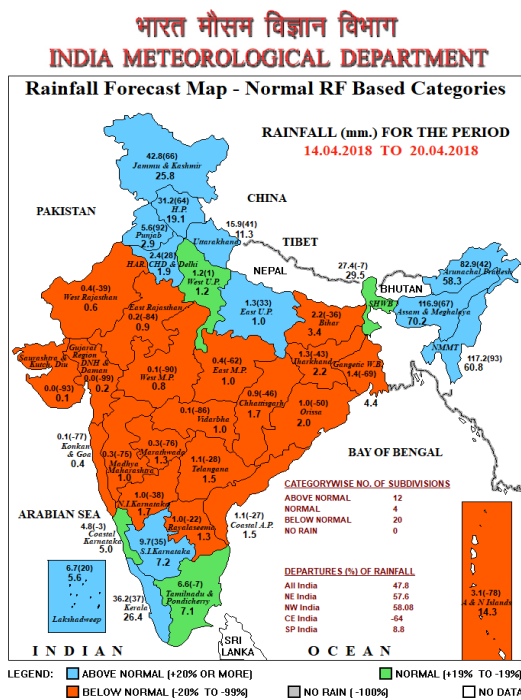 भारत मौसम विज्ञान विभाग
INDIA METEOROLOGICAL DEPARTMENT
Rainfall Forecast Map - Normal RF Based Categories
RAINFALL (mm.) FOR THE PERIOD
14.04.2018 TO 20.04.2018
42.8(66)
Jammu & Kashmir
25.8
31.2(64)
H.P.
19.1
CHINA
PAKISTAN
5.6(92)
Punjab
2.9
15.9(41)
11.3
Uttarakhand
TIBET
2.4(28)
HAR. CHD & Delhi
1.9
1.2(1)
West U.P.
1.2
NEPAL
27.4(-7)
29.5
SHWB
BHUTAN
82.9(42)
Arunachal Pradesh
58.3
0.4(-39)
West Rajasthan
0.6
East Rajasthan
0.2(-84)
0.9
1.3(33)
East U.P.
1.0
2.2(-36)
Bihar
3.4
116.9(67)
Assam & Meghalaya
70.2
NMMT
117.2(93)
60.8
Saurashtra &
Kutch, Diu
0.0(-93)
0.1
Gujarat
Region
DNH &
Daman
0.0(-99)
0.2
0.1(-90)
West M.P.
0.8
0.4(-62)
East M.P.
1.0
1.3(-43)
Jharkhand
2.2
Gangetic W.B.
1.4(-69)
4.4
0.9(-46)
Chhattisgarh
1.7
1.0(-50)
Orissa
2.0
0.1(-86)
Vidarbha
1.0
0.1(-77)
Konkan
& Goa
0.4
0.3(-75)
Madhya
Maharashtra
1.0
0.3(-76)
Marathwada
1.3
1.1(-28)
Telangana
1.5
BAY OF BENGAL
CATEGORYWISE NO. OF SUBDIVISIONS
ABOVE NORMAL 12
NORMAL 4
BELOW NORMAL 20
NO RAIN 0
1.0(-38)
N.I.Karnataka
1.7
ARABIAN SEA
4.8(-3)
Coastal
Karnataka
5.0
1.0(-22)
Rayalaseema
1.3
1.1(-27)
Coastal A.P.
1.5
9.7(35)
S.I.Karnataka
7.2
DEPARTURES (%) OF RAINFALL
All India 47.8
NE India 57.6
NW India 58.08
CE India -64
SP India 8.8
6.7(20)
5.6
Lakshadweep
36.2(37)
Kerala
26.4
6.6(-7)
Tamilnadu &
Pondicherry
7.1
3.1(-78)
A & N Islands
14.3
SRI
LANKA
INDIAN OCEAN
LEGEND: ABOVE NORMAL (+20% OR MORE) NORMAL (+19% TO -19%)
BELOW NORMAL (-20% TO -99%) NO RAIN (-100%) NO DATA